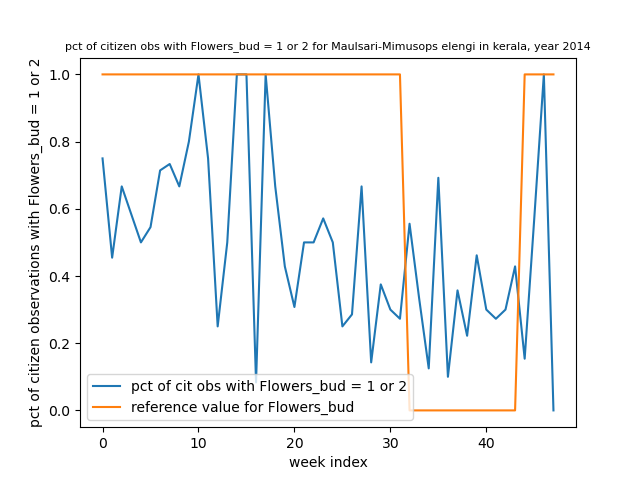 pct of citizen obs with Flowers_bud = 1 or 2 for Maulsari-Mimusops elengi in kerala, year 2014
pct of citizen observations with Flowers_bud = 1 or 2
1.0
0.8
0.6
0.4
0.2
0.0
pct of cit obs with Flowers_bud = 1 or 2
reference value for Flowers_bud
0 10 20 30 40
week index